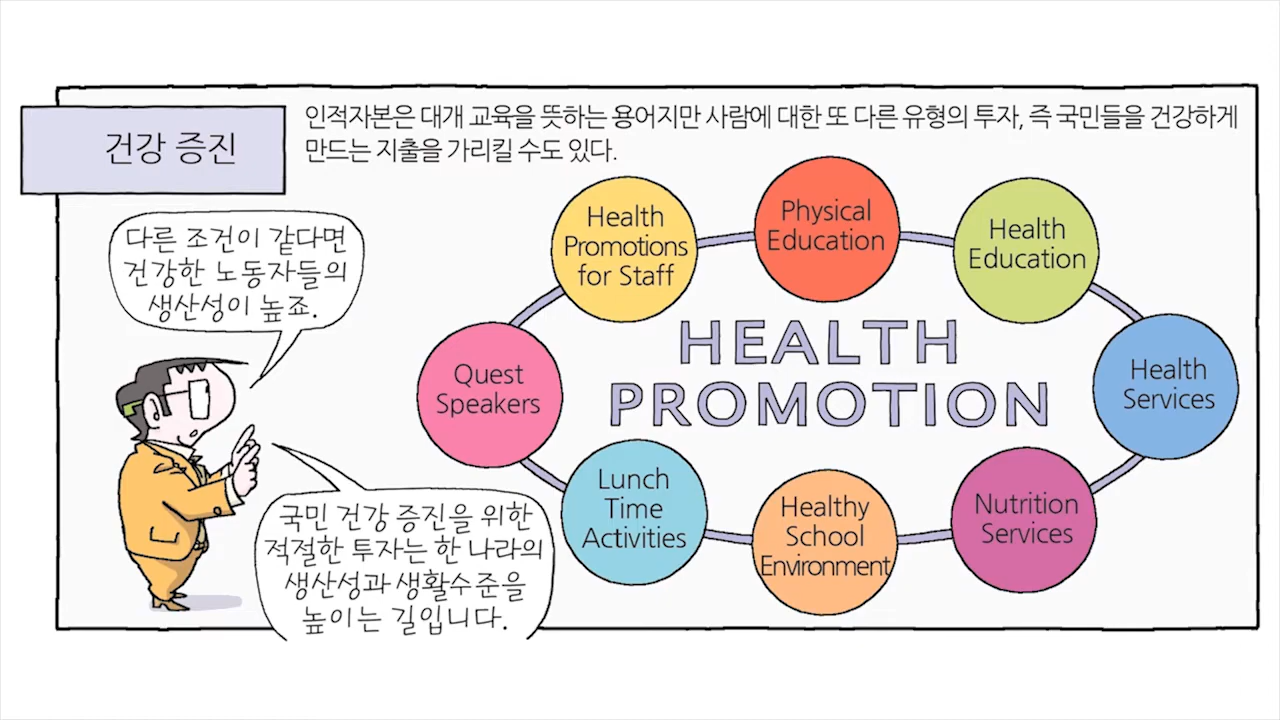 건강 증진
인적자본은 대개 교육을 뜻하는 용어지만 사람에 대한 또 다른 유형의 투자, 즉 국민들을 건강하게
만드는 지출을 가리킬 수도 있다.
다른 조건이 같다면
건강한 노동자들의
생산성이 높죠.
국민 건강 증진을 위한
적절한 투자는 한 나라의
생산성과 생활수준을
높이는 길입니다.
HEALTH
PROMOTION
Health
Promotions
for Staff
Physical
Education
Health
Education
Health
Services
Nutrition
Services
Healthy
School
Environment
Lunch
Time
Activities
Quest
Speakers